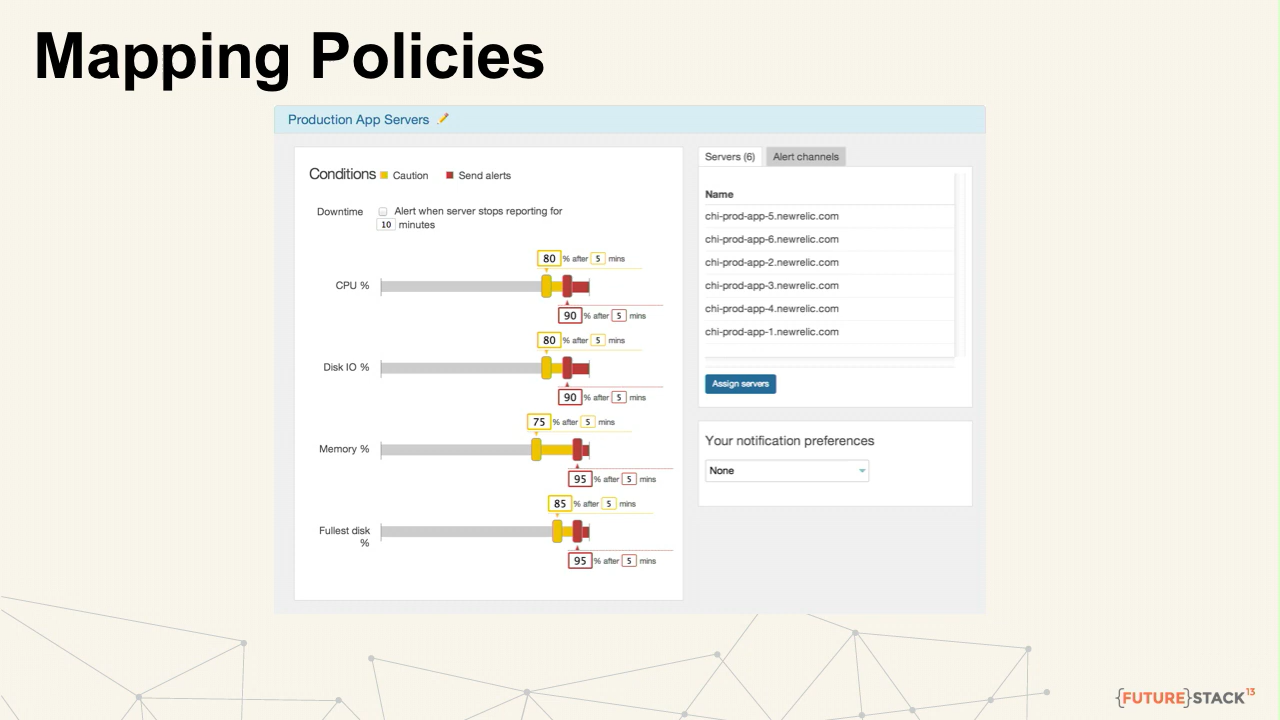 Mapping Policies
Production App Servers
Conditions Caution Send alerts
Downtime Alert when server stops reporting for
10 minutes
80 % after 5 mins
CPU %
90 % after 5 mins
80 % after 5 mins
Disk IO %
90 % after 5 mins
75 % after 5 mins
Memory %
95 % after 5 mins
85 % after 5 mins
Fullest disk
%
95 % after 5 mins
Servers (6) Alert channels
Name
chi-prod-app-5.newrelic.com
chi-prod-app-6.newrelic.com
chi-prod-app-2.newrelic.com
chi-prod-app-3.newrelic.com
chi-prod-app-4.newrelic.com
chi-prod-app-1.newrelic.com
Assign servers
Your notification preferences
None
{FUTURE}STACK13